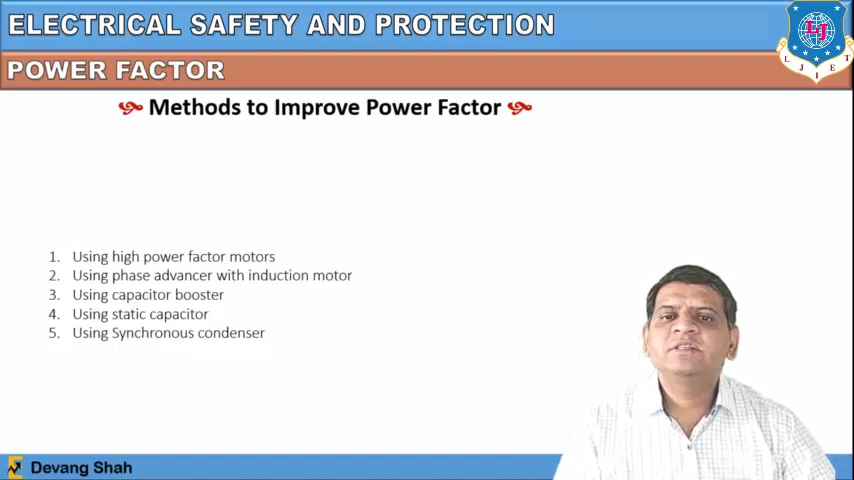 ELECTRICAL SAFETY AND PROTECTION
LJ
L J I E T
POWER FACTOR
Methods to Improve Power Factor
1. Using high power factor motors
2. Using phase advancer with induction motor
3. Using capacitor booster
4. Using static capacitor
5. Using Synchronous condenser
Devang Shah